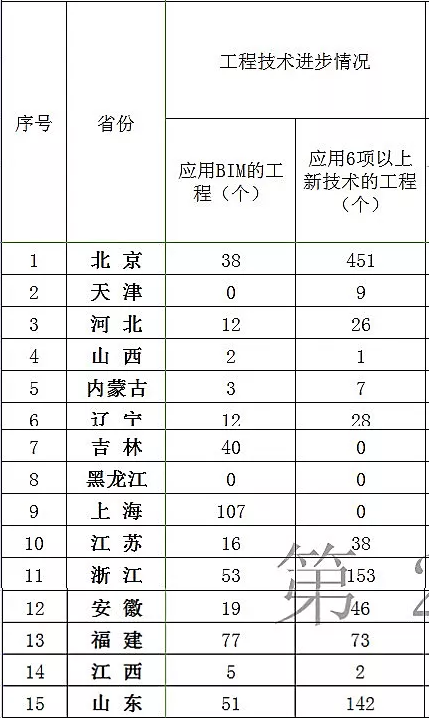 序号 省份 工程技术进步情况
应用BIM的工程（个） 应用6项以上新技术的工程（个）
1 北 京 38 451
2 天 津 0 9
3 河 北 12 26
4 山 西 2 1
5 内蒙古 3 7
6 辽 宁 12 28
7 吉 林 40 0
8 黑龙江 0 0
9 上 海 107 0
10 江 苏 16 38
11 浙 江 53 153
12 安 徽 19 46
13 福 建 77 73
14 江 西 5 2
15 山 东 51 142
第 2